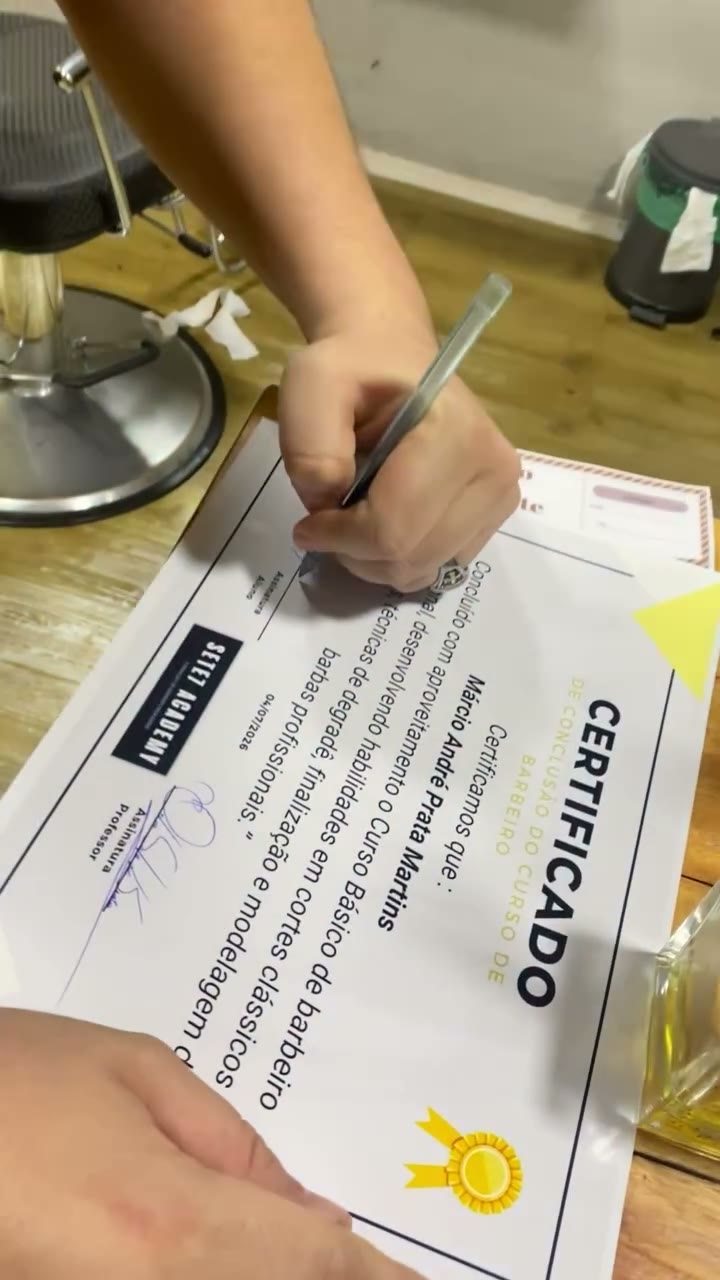 CERTIFICADO
DE CONCLUSÃO DO CURSO DE
BARBEIRO
Certificamos que :
Marcio André Prata Martins
Concluído com aproveitamento o Curso Básico de barbeiro
nal, desenvolvendo habilidades em cortes clássicos
técnicas de degradê, finalização e modelagem d
barbas profissionais "
04/07/2026
Assinatura
Aluno
SETE7 ACADEMY
Assinatura
Professor